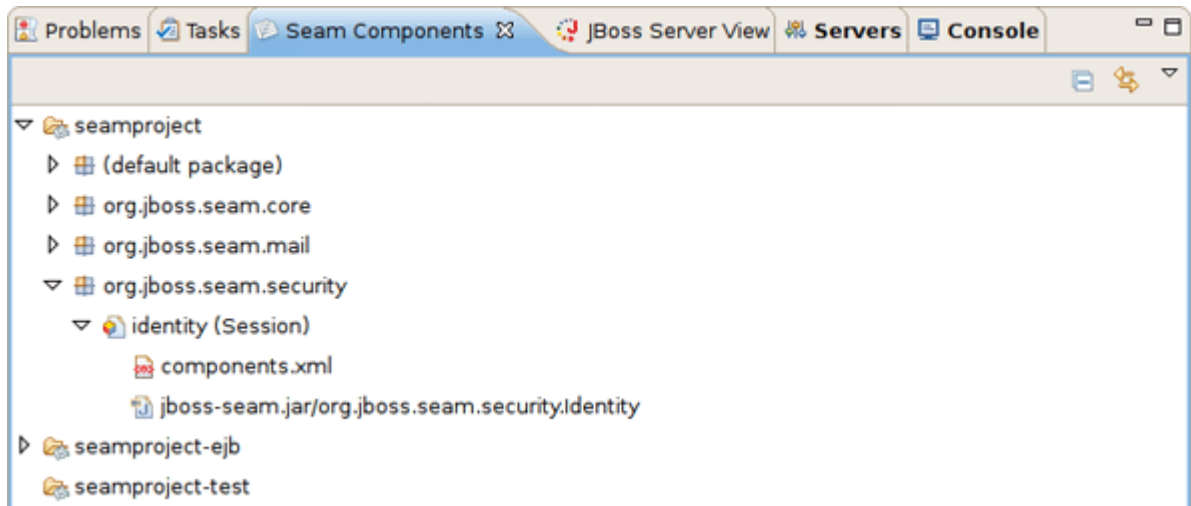 Problems Tasks Seam Components JBoss Server View Servers Console
seamproject
(default package)
org.jboss.seam.core
org.jboss.seam.mail
org.jboss.seam.security
identity (Session)
components.xml
jboss-seam.jar/org.jboss.seam.security.Identity
seamproject-ejb
seamproject-test